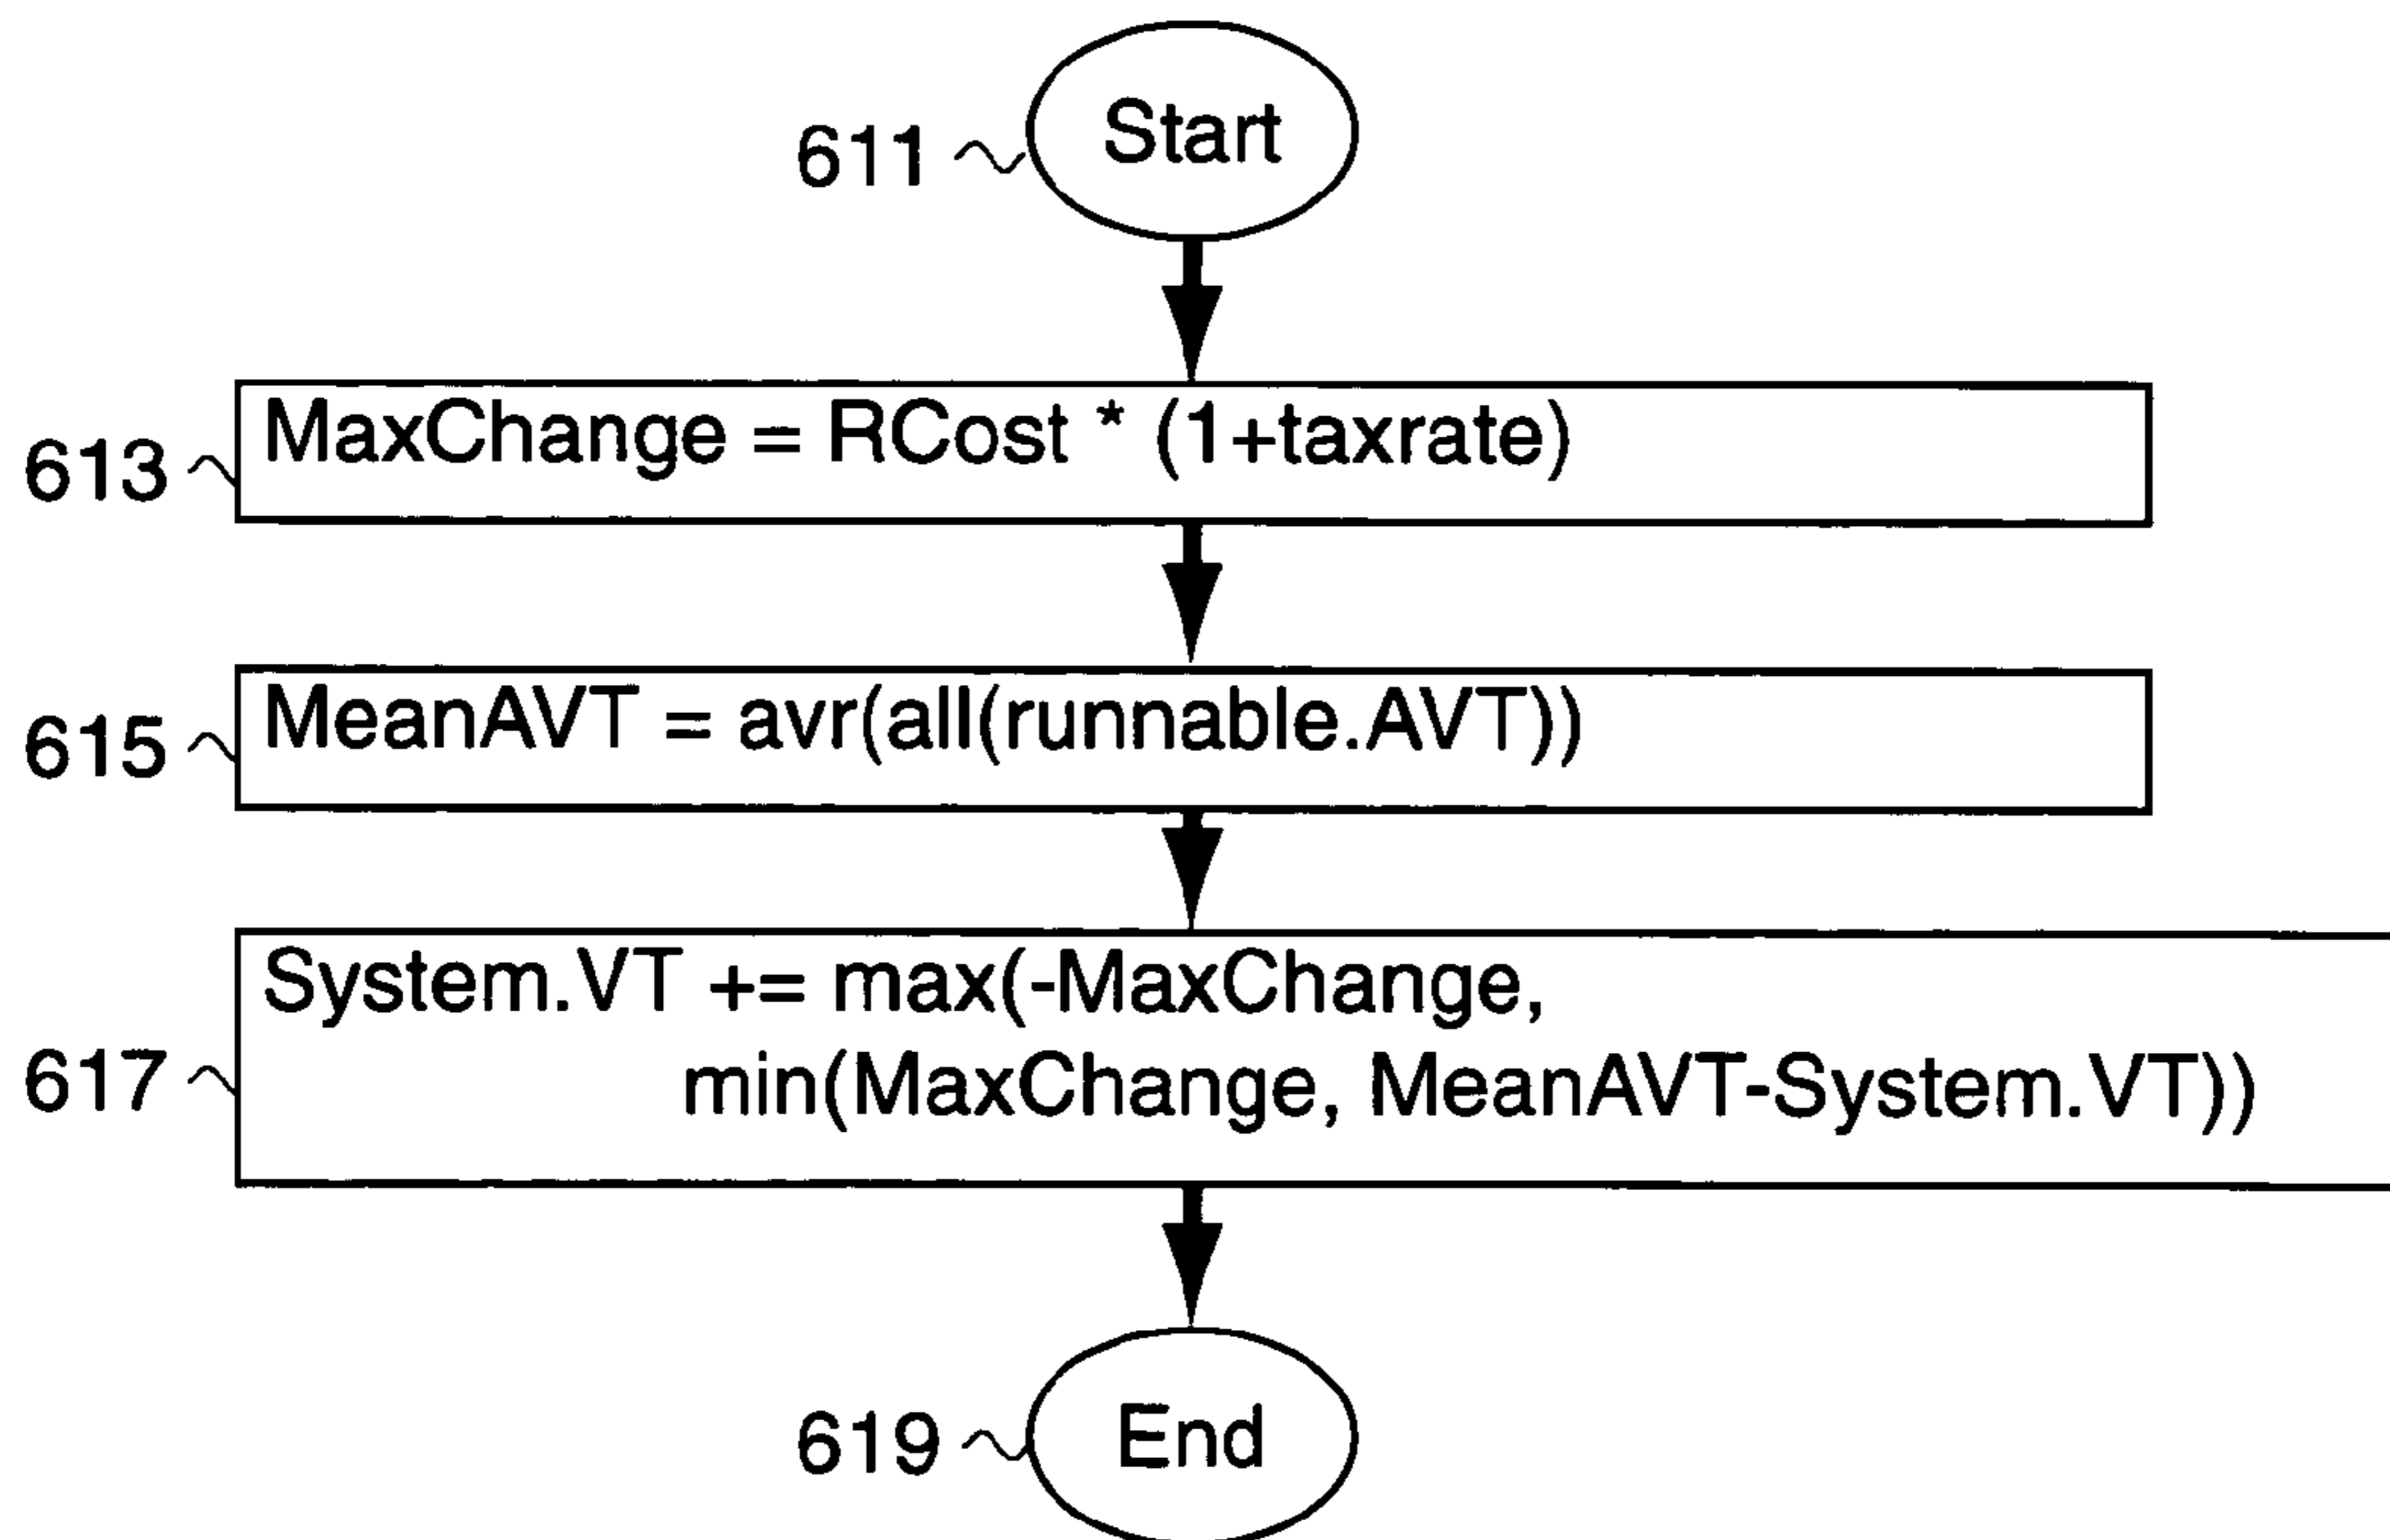 611 Start
613 MaxChange = RCost * (1+taxrate)
615 MeanAVT = avr(all(runnable.AVT))
System.VT += max(-MaxChange,
617 min(MaxChange, MeanAVT-System.VT))
619 End